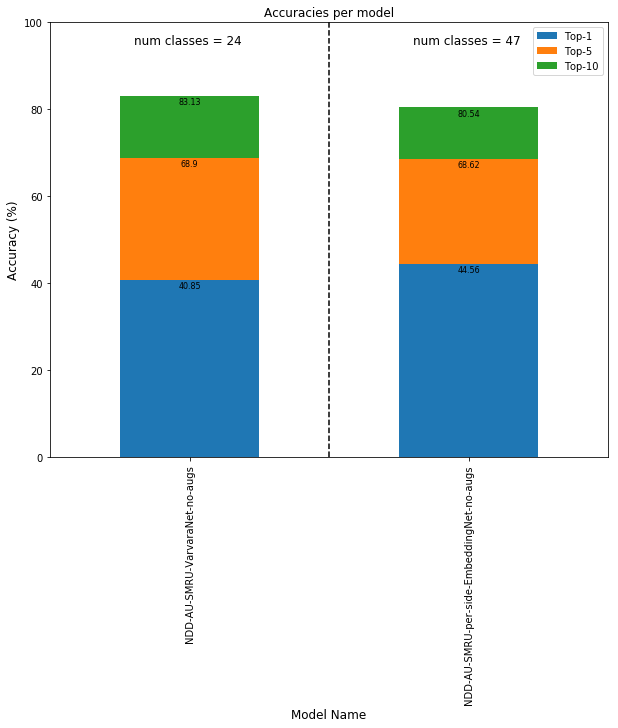 Accuracies per model
num classes = 24
num classes = 47
Top-1
Top-5
Top-10
Accuracy (%)
100
80
60
40
20
0
83.13
68.9
40.85
80.54
68.62
44.56
NDD-AU-SMRU-VarvaraNet-no-augs
NDD-AU-SMRU-per-side-EmbeddingNet-no-augs
Model Name